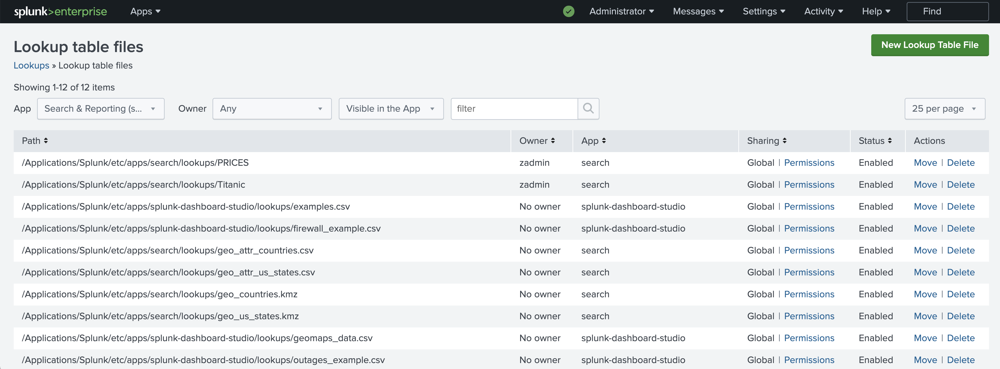 splunk>enterprise Apps Administrator Messages Settings Activity Help Find
Lookup table files
New Lookup Table File
Lookups » Lookup table files
Showing 1-12 of 12 items
App Search & Reporting (s... Owner Any Visible in the App filter 25 per page
Path Owner App Sharing Status Actions
/Applications/Splunk/etc/apps/search/lookups/PRICES zadmin search Global | Permissions Enabled Move | Delete
/Applications/Splunk/etc/apps/search/lookups/Titanic zadmin search Global | Permissions Enabled Move | Delete
/Applications/Splunk/etc/apps/splunk-dashboard-studio/lookups/examples.csv No owner splunk-dashboard-studio Global | Permissions Enabled Move | Delete
/Applications/Splunk/etc/apps/splunk-dashboard-studio/lookups/firewall_example.csv No owner splunk-dashboard-studio Global | Permissions Enabled Move | Delete
/Applications/Splunk/etc/apps/search/lookups/geo_attr_countries.csv No owner search Global | Permissions Enabled Move | Delete
/Applications/Splunk/etc/apps/search/lookups/geo_attr_us_states.csv No owner search Global | Permissions Enabled Move | Delete
/Applications/Splunk/etc/apps/search/lookups/geo_countries.kmz No owner search Global | Permissions Enabled Move | Delete
/Applications/Splunk/etc/apps/search/lookups/geo_us_states.kmz No owner search Global | Permissions Enabled Move | Delete
/Applications/Splunk/etc/apps/splunk-dashboard-studio/lookups/geomaps_data.csv No owner splunk-dashboard-studio Global | Permissions Enabled Move | Delete
/Applications/Splunk/etc/apps/splunk-dashboard-studio/lookups/outages_example.csv No owner splunk-dashboard-studio Global | Permissions Enabled Move | Delete